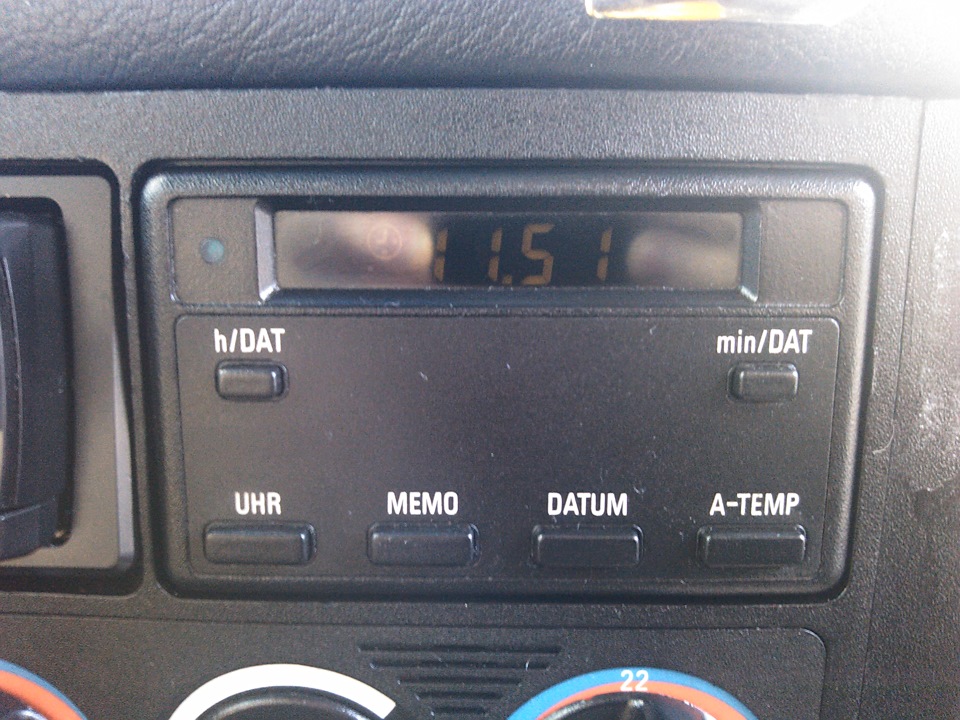 11.51
h/DAT min/DAT
UHR MEMO DATUM A-TEMP
22